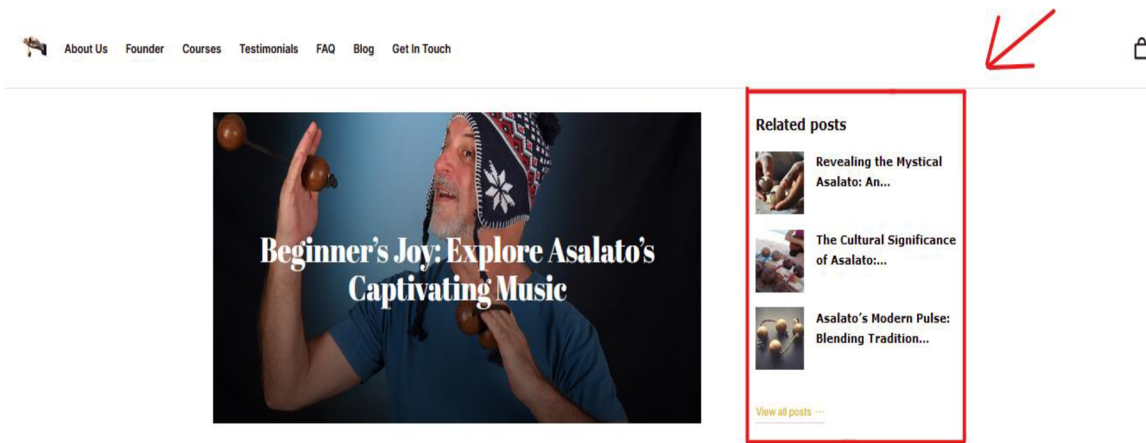 About Us Founder Courses Testimonials FAQ Blog Get In Touch
Beginner’s Joy: Explore Asalato’s
Captivating Music
Related posts
Revealing the Mystical
Asalato: An...
The Cultural Significance
of Asalato:...
Asalato’s Modern Pulse:
Blending Tradition...
View all posts ···